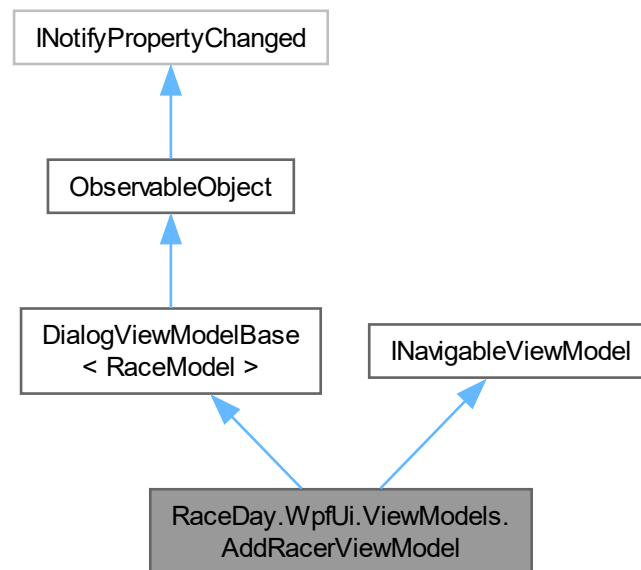 INotifyPropertyChanged
ObservableObject
DialogViewModelBase
< RaceModel >
INavigableViewModel
RaceDay.WpfUi.ViewModels.
AddRacerViewModel